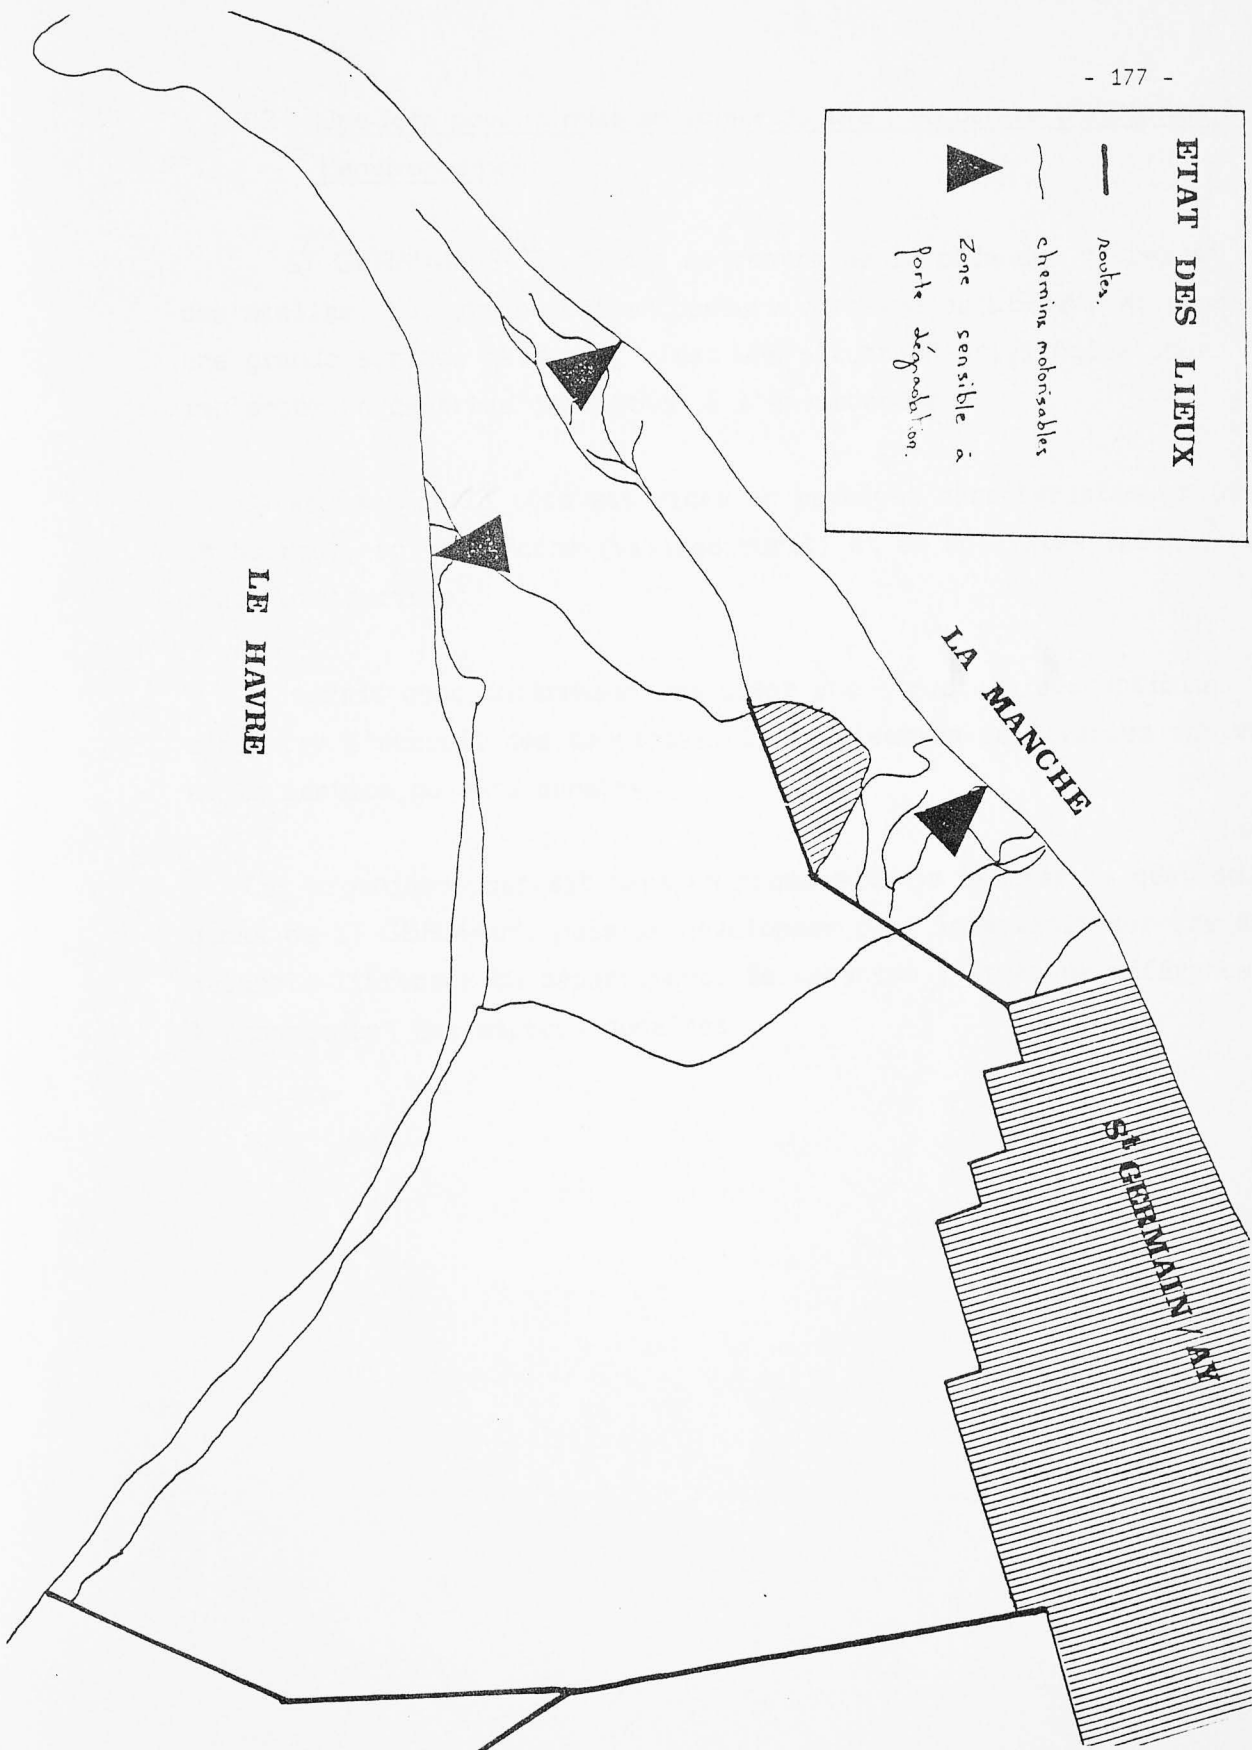 - 177 -
ETAT DES LIEUX
routes.
chemins motorisables
Zone sensible à
forte dégradation.
LA MANCHE
LE HAVRE
St GERMAIN / AY